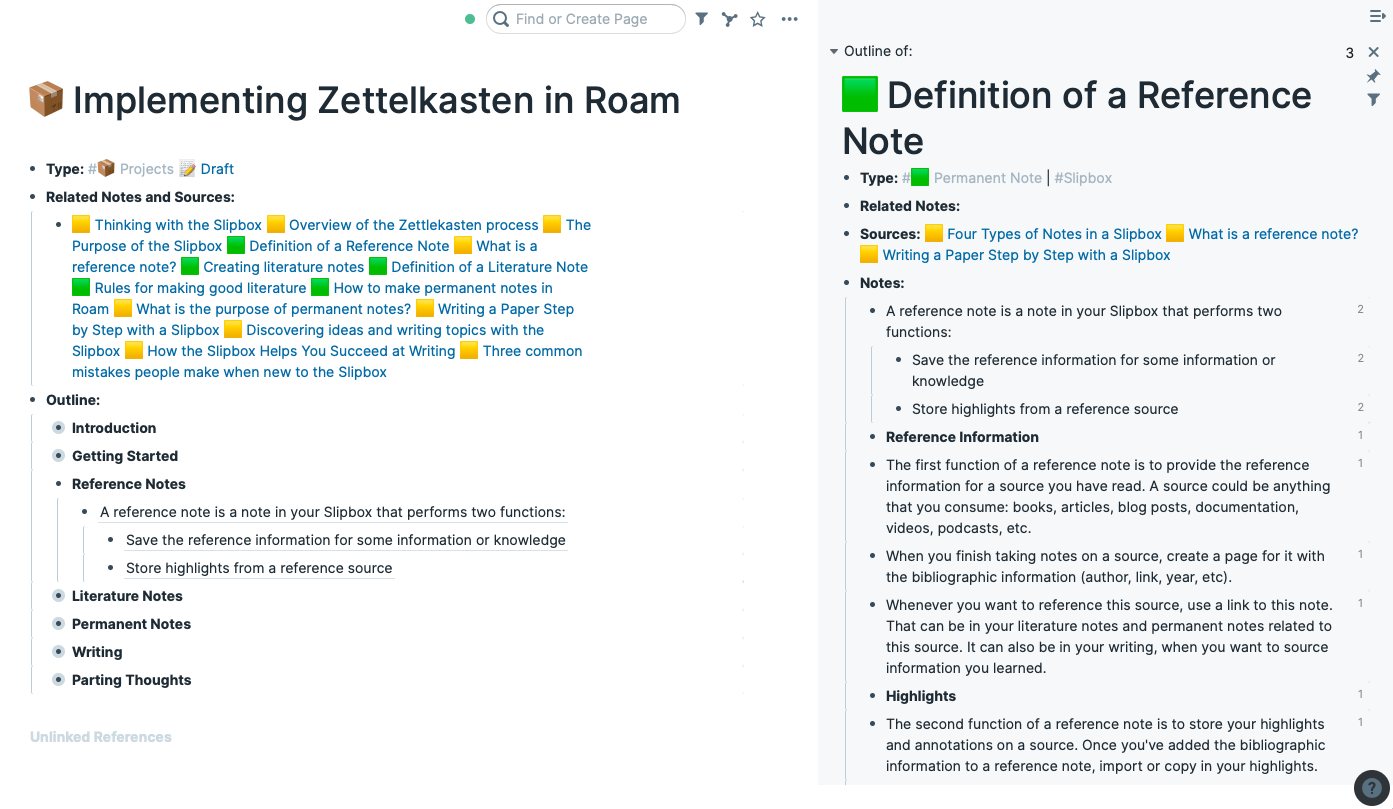 Find or Create Page
Implementing Zettelkasten in Roam
Type: # Projects Draft
Related Notes and Sources:
Thinking with the Slipbox Overview of the Zettlekasten process The
Purpose of the Slipbox Definition of a Reference Note What is a
reference note? Creating literature notes Definition of a Literature Note
Rules for making good literature How to make permanent notes in
Roam What is the purpose of permanent notes? Writing a Paper Step
by Step with a Slipbox Discovering ideas and writing topics with the
Slipbox How the Slipbox Helps You Succeed at Writing Three common
mistakes people make when new to the Slipbox
Outline:
Introduction
Getting Started
Reference Notes
A reference note is a note in your Slipbox that performs two functions:
Save the reference information for some information or knowledge
Store highlights from a reference source
Literature Notes
Permanent Notes
Writing
Parting Thoughts
Unlinked References
Outline of: 3
Definition of a Reference
Note
Type: # Permanent Note | #Slipbox
Related Notes:
Sources: Four Types of Notes in a Slipbox What is a reference note?
Writing a Paper Step by Step with a Slipbox
Notes:
A reference note is a note in your Slipbox that performs two 2
functions:
Save the reference information for some information or 2
knowledge
Store highlights from a reference source 2
Reference Information 1
The first function of a reference note is to provide the reference 1
information for a source you have read. A source could be anything
that you consume: books, articles, blog posts, documentation,
videos, podcasts, etc.
When you finish taking notes on a source, create a page for it with 1
the bibliographic information (author, link, year, etc).
Whenever you want to reference this source, use a link to this note. 1
That can be in your literature notes and permanent notes related to
this source. It can also be in your writing, when you want to source
information you learned.
Highlights 1
The second function of a reference note is to store your highlights 1
and annotations on a source. Once you've added the bibliographic
information to a reference note, import or copy in your highlights.
?